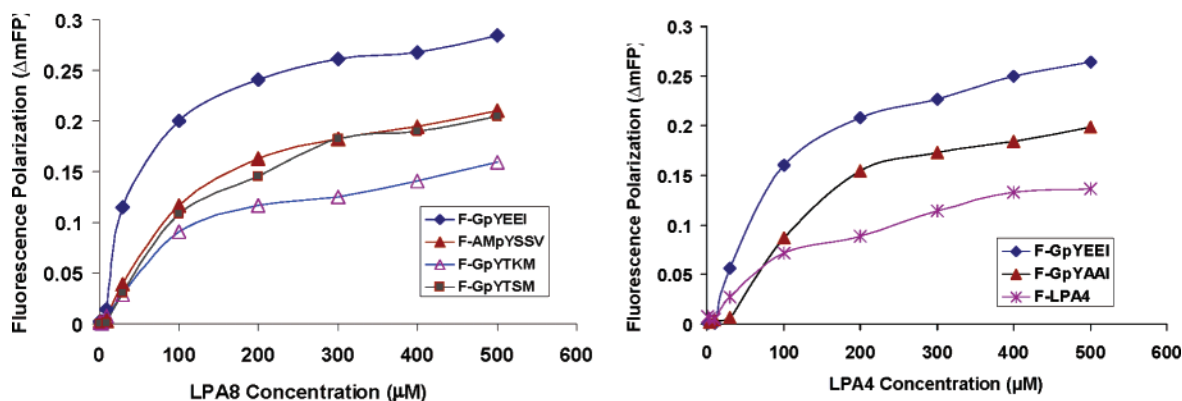 Fluorescence Polarization (ΔmFP)
0.3
0.25
0.2
0.15
0.1
0.05
0
F-GpYEEI
F-AMpYSSV
F-GpYTKM
F-GpYTSM
0 100 200 300 400 500 600
LPA8 Concentration (μM)
Fluorescence Polarization (ΔmFP)
0.3
0.25
0.2
0.15
0.1
0.05
0
F-GpYEEI
F-GpYAAI
F-LPA4
0 100 200 300 400 500 600
LPA4 Concentration (μM)